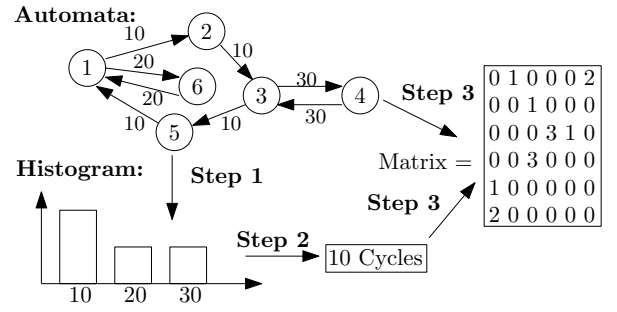 Automata:
10
2
10
1
20
20
6
3
30
30
4
10
5
10
Step 3
0 1 0 0 0 2
0 0 1 0 0 0
0 0 0 3 1 0
Matrix =
0 0 3 0 0 0
1 0 0 0 0 0
2 0 0 0 0 0
Histogram:
Step 1
Step 3
Step 2
10 Cycles
10 20 30